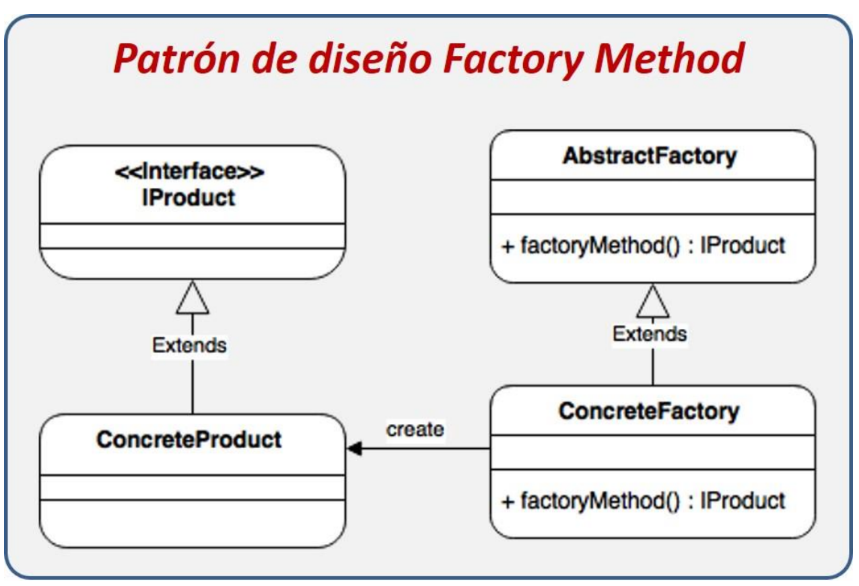 Patrón de diseño Factory Method
<<Interface>>
IProduct
AbstractFactory
+ factoryMethod() : IProduct
Extends
Extends
ConcreteProduct
create
ConcreteFactory
+ factoryMethod() : IProduct